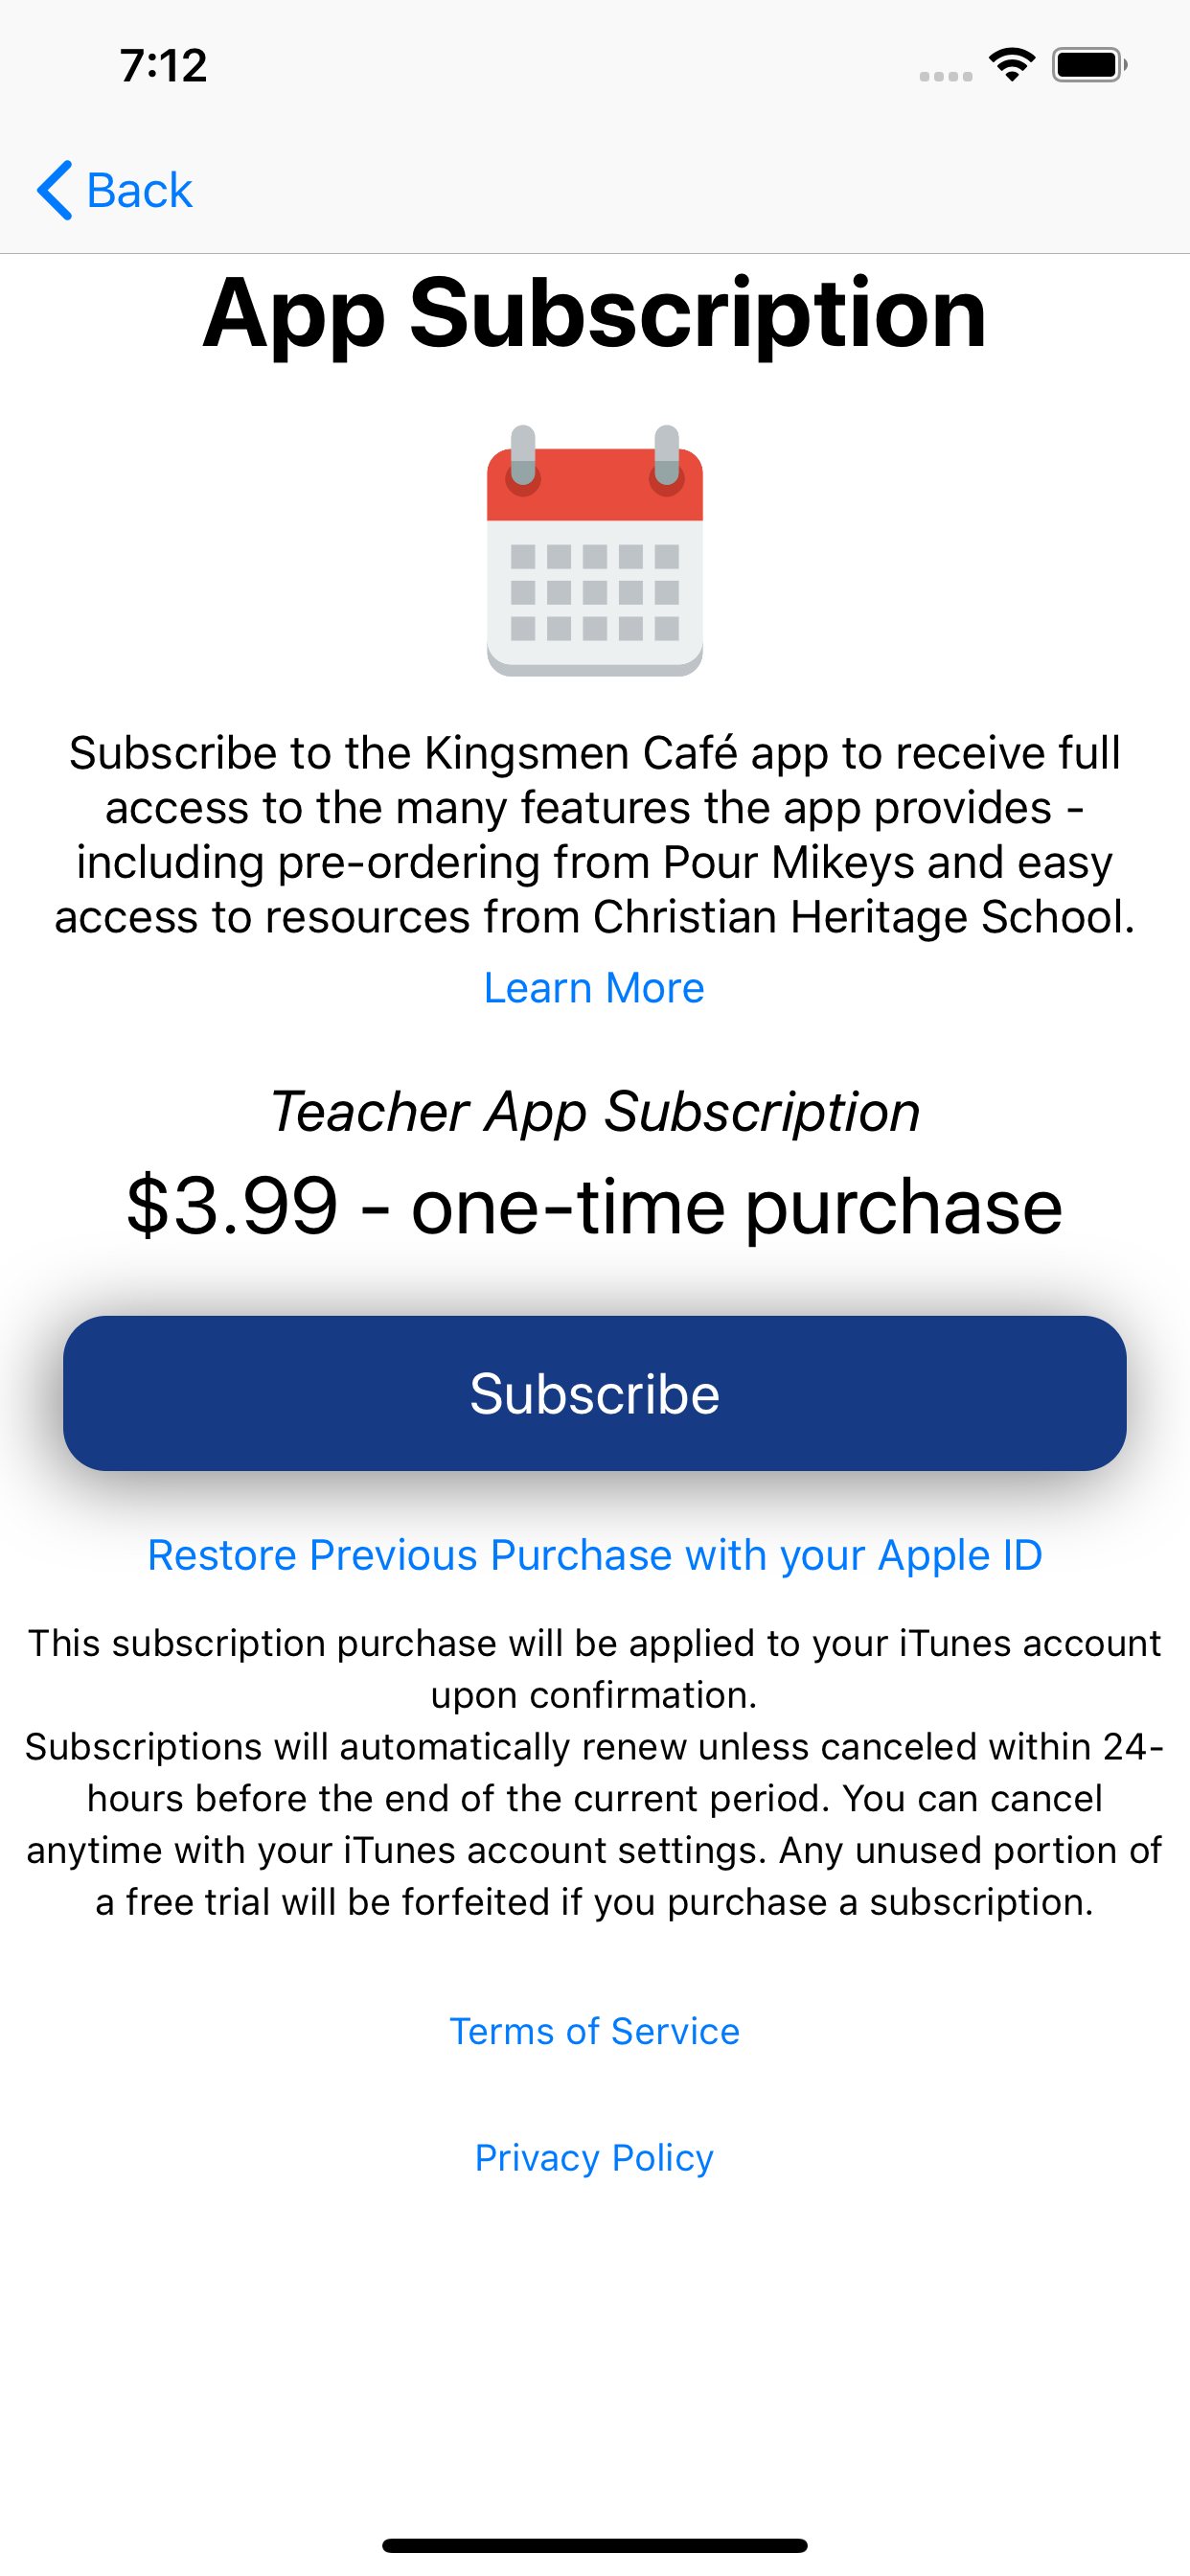 7:12
Back
App Subscription
Subscribe to the Kingsmen Café app to receive full
access to the many features the app provides -
including pre-ordering from Pour Mikeys and easy
access to resources from Christian Heritage School.
Learn More
Teacher App Subscription
$3.99 - one-time purchase
Subscribe
Restore Previous Purchase with your Apple ID
This subscription purchase will be applied to your iTunes account
upon confirmation.
Subscriptions will automatically renew unless canceled within 24-
hours before the end of the current period. You can cancel
anytime with your iTunes account settings. Any unused portion of
a free trial will be forfeited if you purchase a subscription.
Terms of Service
Privacy Policy